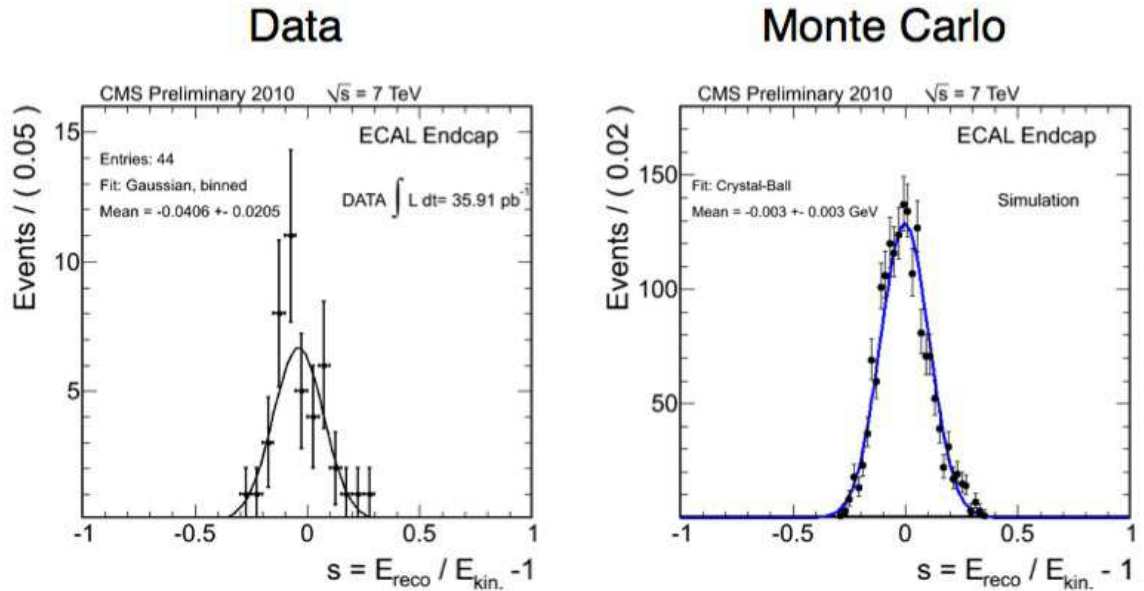 Data
CMS Preliminary 2010 √s = 7 TeV
Events / ( 0.05 )
15
10
5
ECAL Endcap
Entries: 44
Fit: Gaussian, binned
Mean = -0.0406 +- 0.0205
DATA ∫ L dt= 35.91 pb⁻¹
-1 -0.5 0 0.5 1
s = E_reco / E_kin. -1
Monte Carlo
CMS Preliminary 2010 √s = 7 TeV
Events / ( 0.02 )
150
100
50
ECAL Endcap
Fit: Crystal-Ball
Mean = -0.003 +- 0.003 GeV
Simulation
-1 -0.5 0 0.5 1
s = E_reco / E_kin. -1